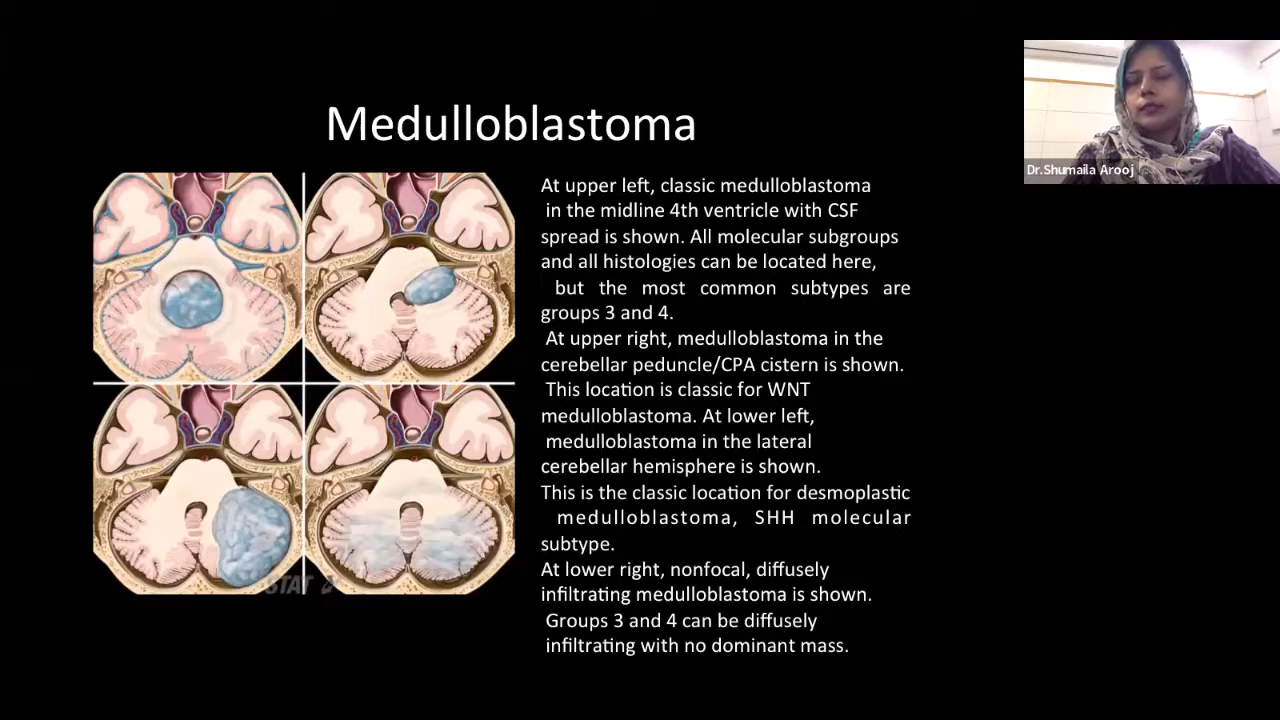 Medulloblastoma
Dr.Shumaila Arooj
At upper left, classic medulloblastoma
in the midline 4th ventricle with CSF
spread is shown. All molecular subgroups
and all histologies can be located here,
but the most common subtypes are
groups 3 and 4.
At upper right, medulloblastoma in the
cerebellar peduncle/CPA cistern is shown.
This location is classic for WNT
medulloblastoma. At lower left,
medulloblastoma in the lateral
cerebellar hemisphere is shown.
This is the classic location for desmoplastic
medulloblastoma, SHH molecular
subtype.
At lower right, nonfocal, diffusely
infiltrating medulloblastoma is shown.
Groups 3 and 4 can be diffusely
infiltrating with no dominant mass.